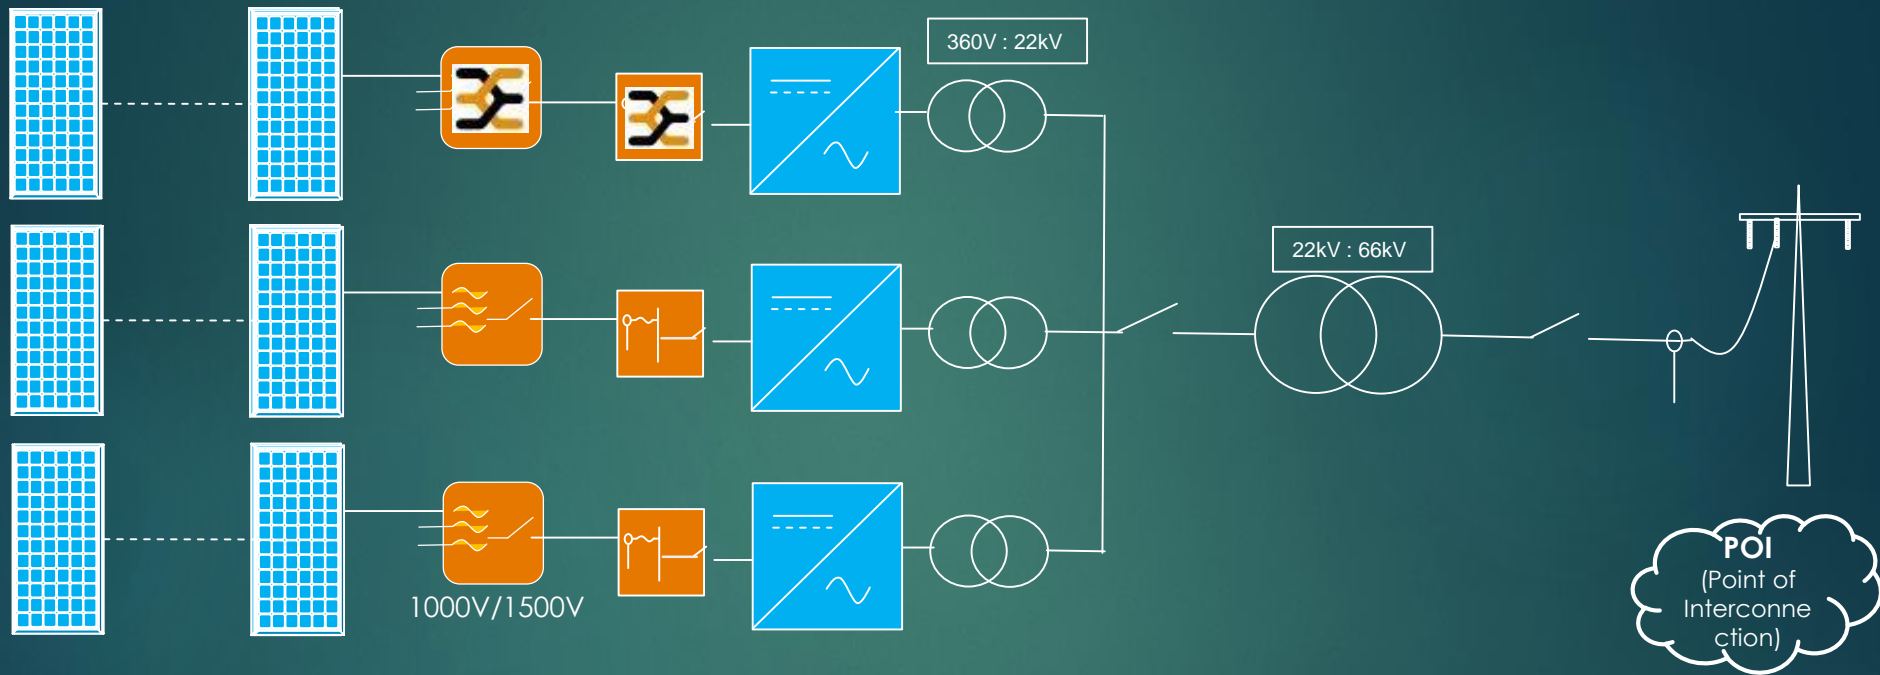 360V : 22kV
22kV : 66kV
1000V/1500V
POI
(Point of
Interconne
ction)